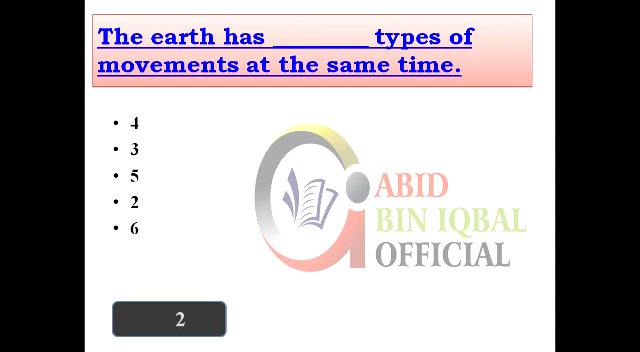 The earth has _______ types of
movements at the same time.
• 4
• 3
• 5
• 2
• 6
ABID
BIN IQBAL
OFFICIAL
2